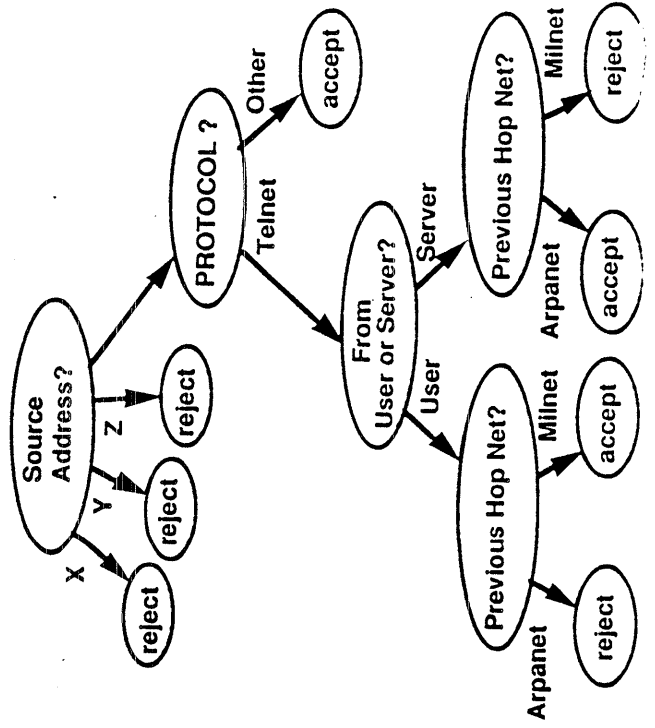 Source
Address?
X
Y
Z
reject
reject
reject
PROTOCOL ?
Telnet
Other
accept
From
User or Server?
User
Server
Previous Hop Net?
Previous Hop Net?
Arpanet
Milnet
Arpanet
Milnet
reject
accept
accept
reject